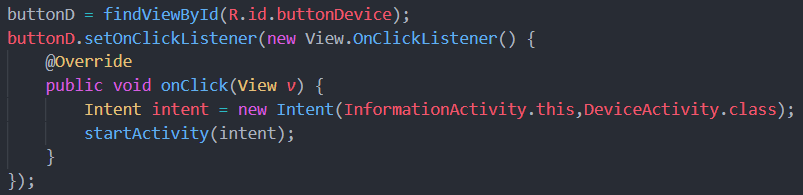 buttonD = findViewById(R.id.buttonDevice);
buttonD.setOnClickListener(new View.OnClickListener() {
    @Override
    public void onClick(View v) {
        Intent intent = new Intent(InformationActivity.this,DeviceActivity.class);
        startActivity(intent);
    }
});